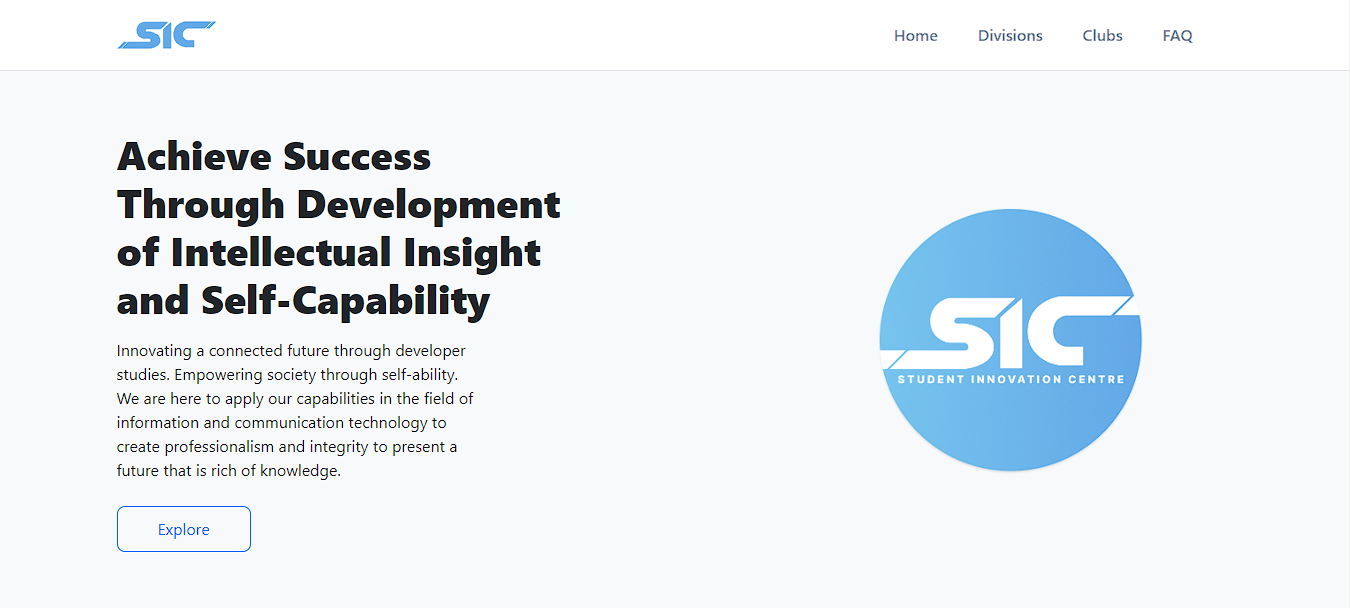 SIC
Home
Divisions
Clubs
FAQ
Achieve Success
Through Development
of Intellectual Insight
and Self-Capability
Innovating a connected future through developer
studies. Empowering society through self-ability.
We are here to apply our capabilities in the field of
information and communication technology to
create professionalism and integrity to present a
future that is rich of knowledge.
Explore
SIC
STUDENT INNOVATION CENTRE